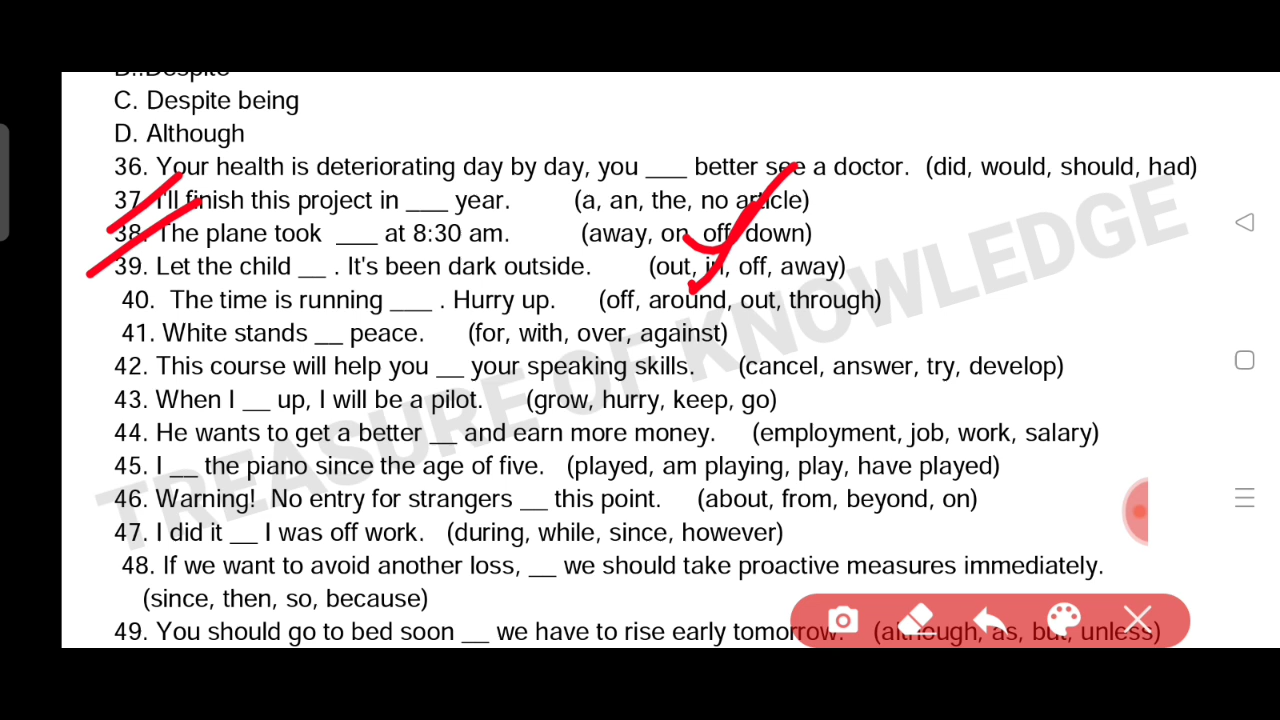 B..Despite
C. Despite being
D. Although
36. Your health is deteriorating day by day, you ___ better see a doctor. (did, would, should, had)
37. I'll finish this project in ___ year. (a, an, the, no article)
38. The plane took ___ at 8:30 am. (away, on, off, down)
39. Let the child __ . It's been dark outside. (out, in, off, away)
40. The time is running ___ . Hurry up. (off, around, out, through)
41. White stands __ peace. (for, with, over, against)
42. This course will help you __ your speaking skills. (cancel, answer, try, develop)
43. When I __ up, I will be a pilot. (grow, hurry, keep, go)
44. He wants to get a better __ and earn more money. (employment, job, work, salary)
45. I __ the piano since the age of five. (played, am playing, play, have played)
46. Warning! No entry for strangers __ this point. (about, from, beyond, on)
47. I did it __ I was off work. (during, while, since, however)
48. If we want to avoid another loss, __ we should take proactive measures immediately.
(since, then, so, because)
49. You should go to bed soon __ we have to rise early tomorrow. (although, as, but, unless)
TREASURE OF KNOWLEDGE